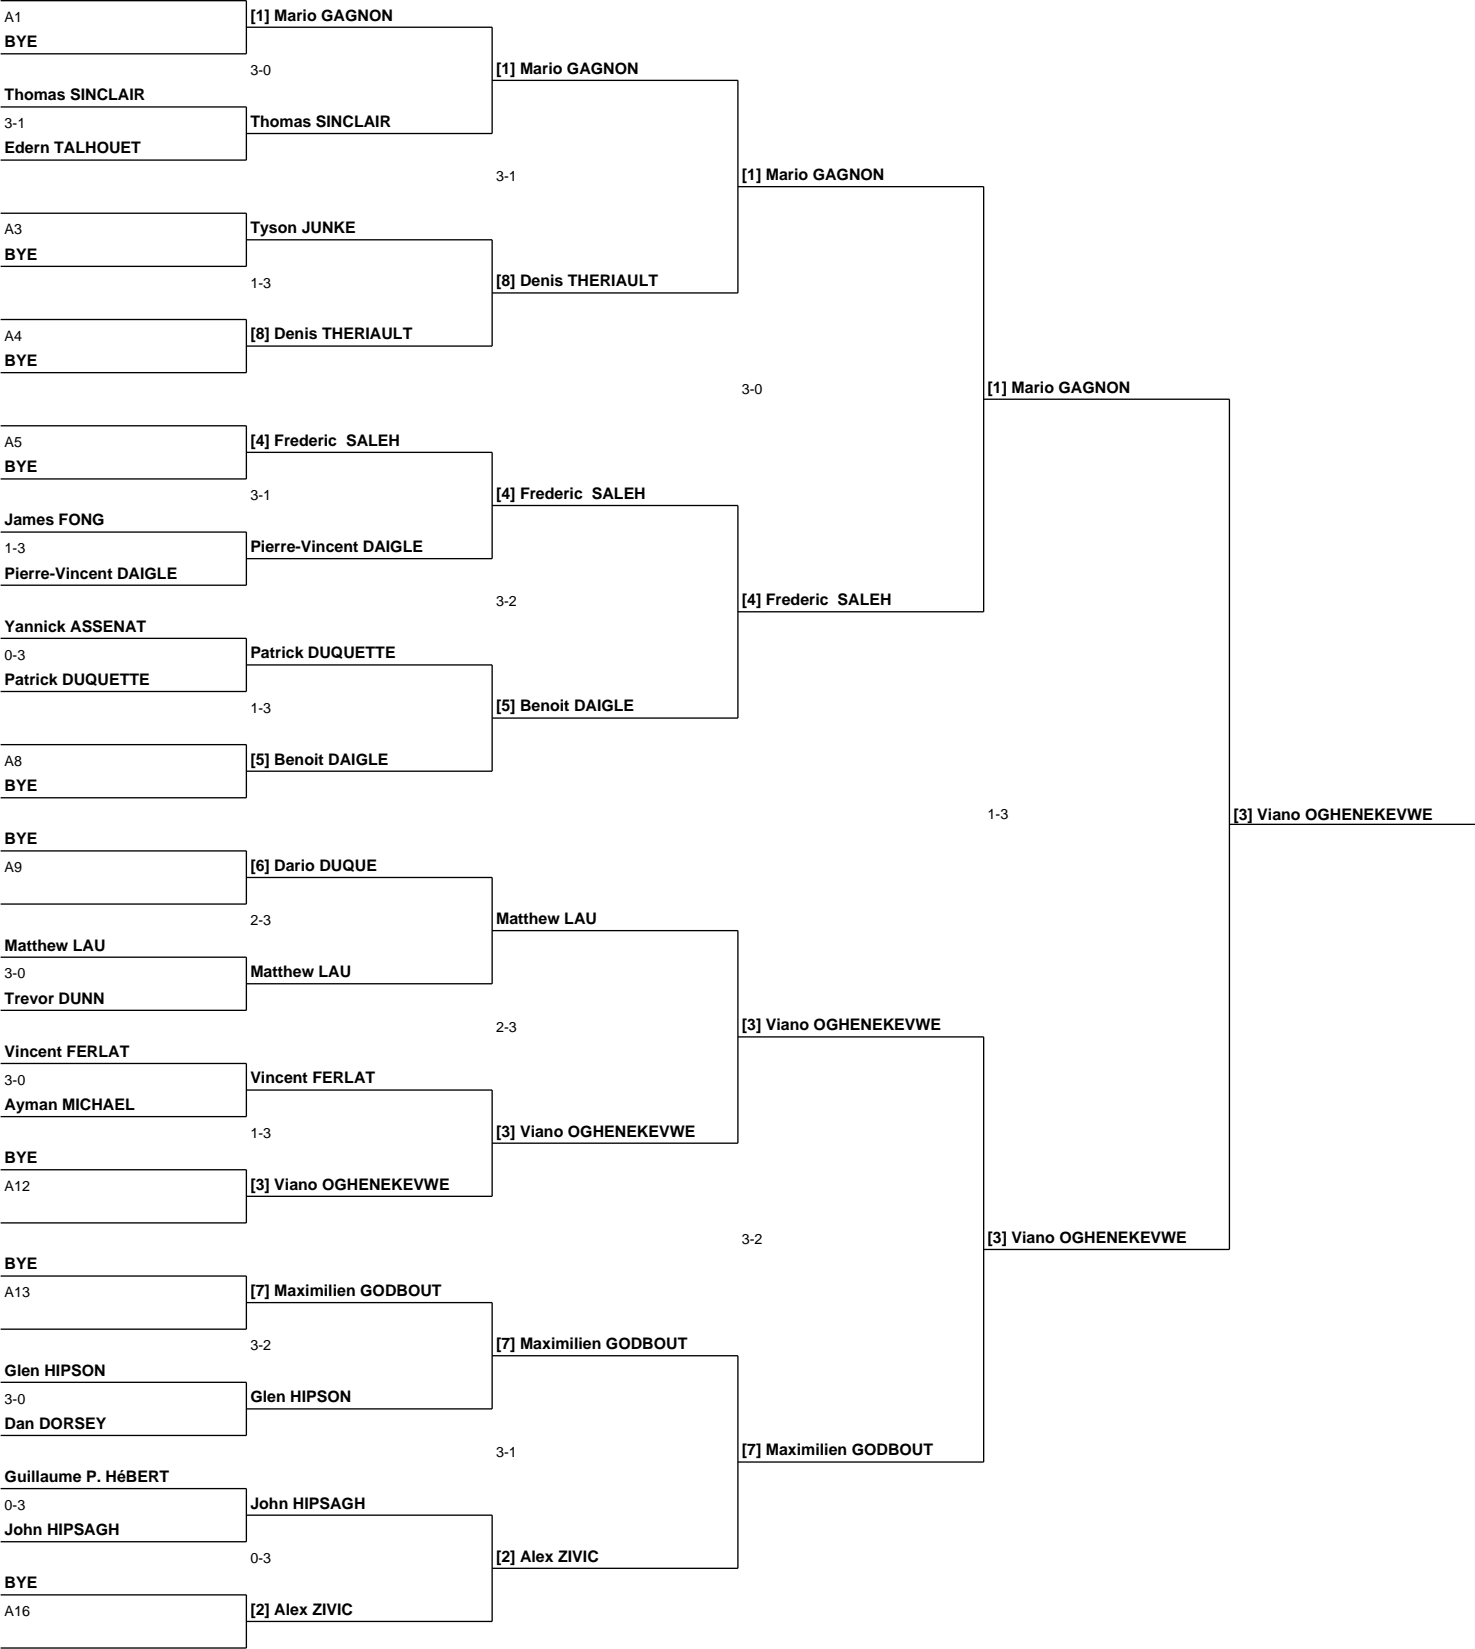 A1
BYE
[1] Mario GAGNON
3-0
[1] Mario GAGNON
Thomas SINCLAIR
3-1
Edern TALHOUET
Thomas SINCLAIR
3-1
[1] Mario GAGNON
A3
BYE
Tyson JUNKE
1-3
[8] Denis THERIAULT
A4
BYE
[8] Denis THERIAULT
3-0
[1] Mario GAGNON
A5
BYE
[4] Frederic  SALEH
3-1
[4] Frederic  SALEH
James FONG
1-3
Pierre-Vincent DAIGLE
Pierre-Vincent DAIGLE
3-2
[4] Frederic  SALEH
Yannick ASSENAT
0-3
Patrick DUQUETTE
Patrick DUQUETTE
1-3
[5] Benoit DAIGLE
A8
BYE
[5] Benoit DAIGLE
1-3
[3] Viano OGHENEKEVWE
BYE
A9
[6] Dario DUQUE
2-3
Matthew LAU
Matthew LAU
3-0
Trevor DUNN
Matthew LAU
2-3
[3] Viano OGHENEKEVWE
Vincent FERLAT
3-0
Ayman MICHAEL
Vincent FERLAT
1-3
[3] Viano OGHENEKEVWE
BYE
A12
[3] Viano OGHENEKEVWE
3-2
[3] Viano OGHENEKEVWE
BYE
A13
[7] Maximilien GODBOUT
3-2
[7] Maximilien GODBOUT
Glen HIPSON
3-0
Dan DORSEY
Glen HIPSON
3-1
[7] Maximilien GODBOUT
Guillaume P. HéBERT
0-3
John HIPSAGH
John HIPSAGH
0-3
[2] Alex ZIVIC
BYE
A16
[2] Alex ZIVIC